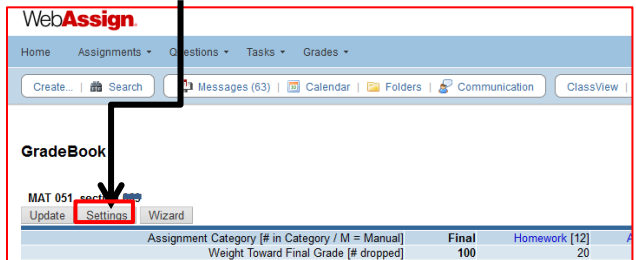 WebAssign.
Home Assignments Questions Tasks Grades
Create... | Search Messages (63) | Calendar | Folders | Communication ClassView |
GradeBook
MAT 051, section
Update Settings Wizard
Assignment Category [# in Category / M = Manual] Final Homework [12] A
Weight Toward Final Grade [# dropped] 100 20